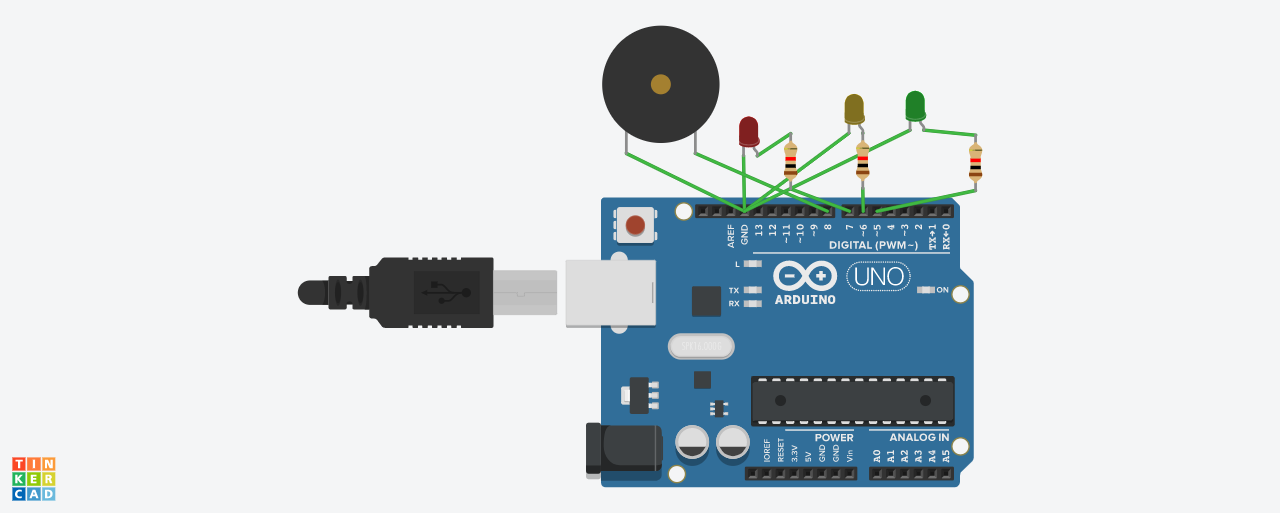 AREF
GND
13
12
~11
~10
~9
8
7
~6
~5
4
~3
2
TX→1
RX←0
DIGITAL (PWM~)
L
TX
RX
ARDUINO
UNO
ON
POWER
ANALOG IN
IOREF
RESET
3.3V
5V
GND
GND
Vin
A0
A1
A2
A3
A4
A5
TIN
KER
CAD